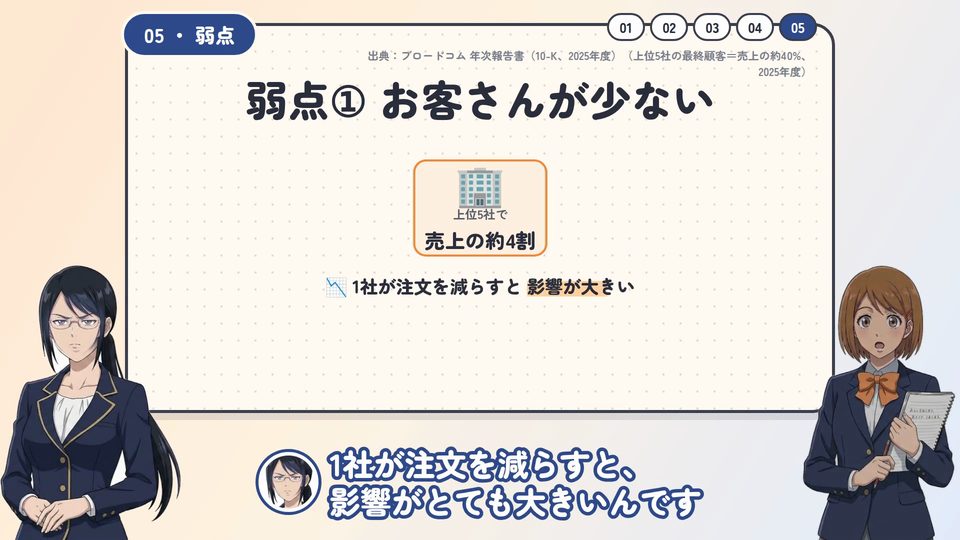 05 ・ 弱点
01 02 03 04 05
出典：ブロードコム 年次報告書（10-K、2025年度）（上位5社の最終顧客＝売上の約40%、
2025年度）
弱点① お客さんが少ない
上位5社で
売上の約4割
1社が注文を減らすと 影響が大きい
1社が注文を減らすと、
影響がとても大きいんです